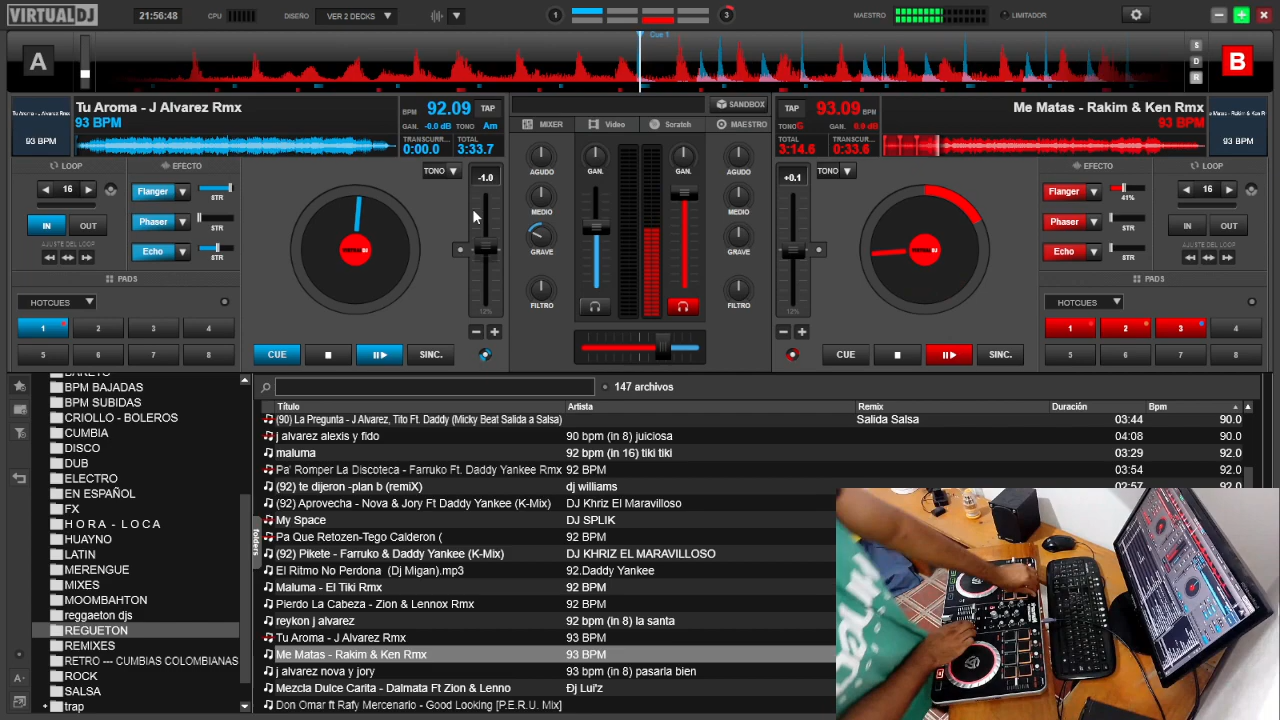 VIRTUALDJ 21:56:48 CPU DISEÑO VER 2 DECKS 1 3 MAESTRO LIMITADOR
Cue 1
A B
S
D
R
Tu Aroma - J Alvarez Rmx
93 BPM
93 BPM
BPM 92.09 TAP
GAN. -0.0 dB TONO Am
TRANSCURR... TOTAL
0:00.0 3:33.7
SANDBOX
MIXER Video Scratch MAESTRO
TAP 93.09 BPM
TONO GAN. 0.0 dB
3:14.6 0:33.6
Me Matas - Rakim & Ken Rmx
93 BPM
93 BPM
LOOP EFECTO TONO
16 Flanger STR
IN OUT Phaser STR
AJUSTE DEL LOOP
Echo STR
-1.0
12%
PADS
HOTCUES
1 2 3 4
5 6 7 8
CUE SINC.
AGUDO GAN. GAN. AGUDO
MEDIO MEDIO
GRAVE GRAVE
FILTRO FILTRO
VIRTUALDJ VIRTUALDJ
+0.1 TONO
12%
EFECTO LOOP
Flanger 41% 16
Phaser STR IN OUT
AJUSTE DEL LOOP
Echo STR
PADS
HOTCUES
1 2 3 4
5 6 7 8
CUE SINC.
147 archivos
BPM BAJADAS
BPM SUBIDAS
CRIOLLO - BOLEROS
CUMBIA
DISCO
DUB
ELECTRO
EN ESPAÑOL
FX
H O R A - L O C A
HUAYNO
LATIN
MERENGUE
MIXES
MOOMBAHTON
reggaeton djs
REGUETON
REMIXES
RETRO --- CUMBIAS COLOMBIANAS
ROCK
SALSA
trap
folders
Título Artista Remix Duración Bpm
(90) La Pregunta - J Alvarez, Tito Ft. Daddy (Micky Beat Salida a Salsa) Salida Salsa 03:44 90.0
j alvarez alexis y fido 90 bpm (in 8) juiciosa 04:08 90.0
maluma 92 bpm (in 16) tiki tiki 03:29 92.0
Pa' Romper La Discoteca - Farruko Ft. Daddy Yankee Rmx 92 BPM 03:54 92.0
(92) te dijeron -plan b (remiX) dj williams 02:57 92.0
(92) Aprovecha - Nova & Jory Ft Daddy Yankee (K-Mix) DJ Khriz El Maravilloso
My Space DJ SPLIK
Pa Que Retozen-Tego Calderon ( 92 BPM
(92) Pikete - Farruko & Daddy Yankee (K-Mix) DJ KHRIZ EL MARAVILLOSO
El Ritmo No Perdona (Dj Migan).mp3 92.Daddy Yankee
Maluma - El Tiki Rmx 92 BPM
Pierdo La Cabeza - Zion & Lennox Rmx 92 BPM
reykon j alvarez 92 bpm (in 8) la santa
Tu Aroma - J Alvarez Rmx 93 BPM
Me Matas - Rakim & Ken Rmx 93 BPM
j alvarez nova y jory 93 bpm (in 8) pasarla bien
Mezcla Dulce Carita - Dalmata Ft Zion & Lenno Ðj Lui'z
Don Omar ft Rafy Mercenario - Good Looking [P.E.R.U. Mix]